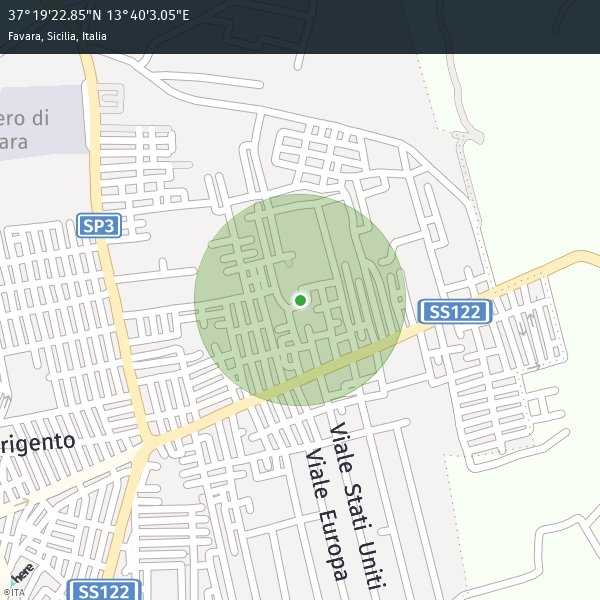 37°19'22.85"N 13°40'3.05"E
Favara, Sicilia, Italia
ero di
ara
SP3
SS122
rigento
Viale Stati Uniti
Viale Europa
here
©ITA
SS122